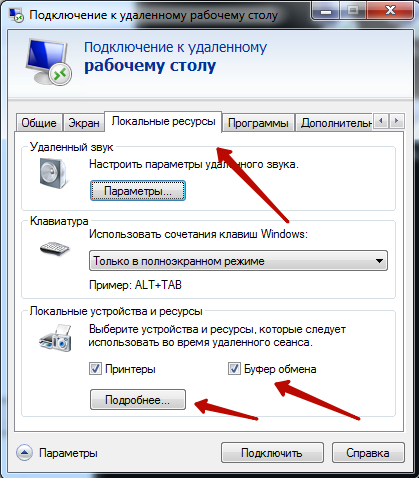 Подключение к удаленному рабочему столу
Подключение к удаленному
рабочему столу
Общие Экран Локальные ресурсы Программы Дополнительн
Удаленный звук
Настроить параметры удаленного звука.
Параметры...
Клавиатура
Использовать сочетания клавиш Windows:
Только в полноэкранном режиме
Пример: ALT+TAB
Локальные устройства и ресурсы
Выберите устройства и ресурсы, которые следует
использовать во время удаленного сеанса.
Принтеры Буфер обмена
Подробнее...
Параметры Подключить Справка